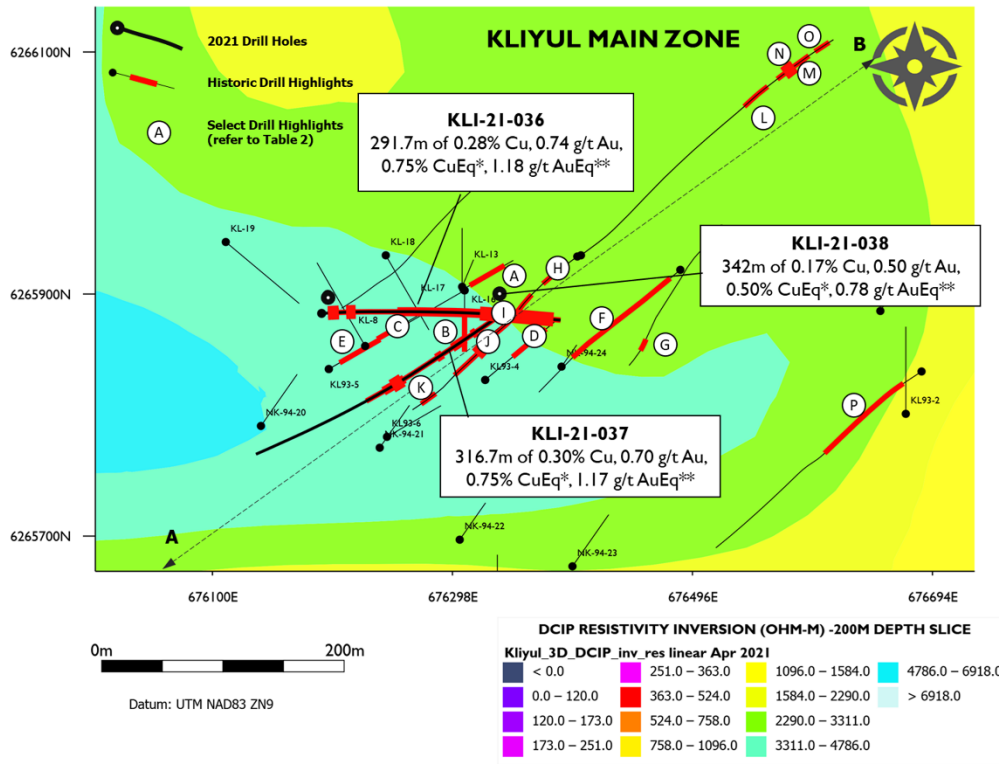 6266100N
2021 Drill Holes
Historic Drill Highlights
A
Select Drill Highlights
(refer to Table 2)
KLIYUL MAIN ZONE
O
N
M
B
L
KLI-21-036
291.7m of 0.28% Cu, 0.74 g/t Au,
0.75% CuEq*, 1.18 g/t AuEq**
KL-19
KL-18
KL-13
KLI-21-038
342m of 0.17% Cu, 0.50 g/t Au,
0.50% CuEq*, 0.78 g/t AuEq**
6265900N
KL-17
A
H
KL-16
I
F
KL-8
C
E
B
J
D
G
NK-94-24
KL93-5
KL93-4
K
P
NK-94-20
KL93-6
NK-94-21
KL93-2
KLI-21-037
316.7m of 0.30% Cu, 0.70 g/t Au,
0.75% CuEq*, 1.17 g/t AuEq**
6265700N
A
NK-94-22
NK-94-23
676100E
676298E
676496E
676694E
0m
200m
Datum: UTM NAD83 ZN9
DCIP RESISTIVITY INVERSION (OHM-M) -200M DEPTH SLICE
Kliyul_3D_DCIP_inv_res linear Apr 2021
< 0.0
0.0 – 120.0
120.0 – 173.0
173.0 – 251.0
251.0 – 363.0
363.0 – 524.0
524.0 – 758.0
758.0 – 1096.0
1096.0 – 1584.0
1584.0 – 2290.0
2290.0 – 3311.0
3311.0 – 4786.0
4786.0 – 6918.0
> 6918.0